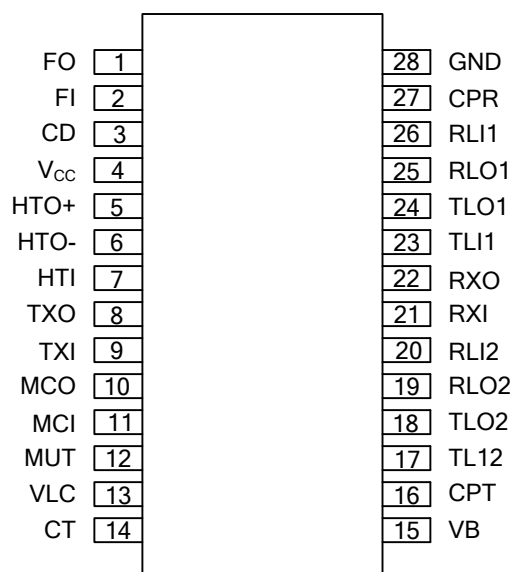 FO 1 28 GND
FI 2 27 CPR
CD 3 26 RLI1
VCC 4 25 RLO1
HTO+ 5 24 TLO1
HTO- 6 23 TLI1
HTI 7 22 RXO
TXO 8 21 RXI
TXI 9 20 RLI2
MCO 10 19 RLO2
MCI 11 18 TLO2
MUT 12 17 TL12
VLC 13 16 CPT
CT 14 15 VB